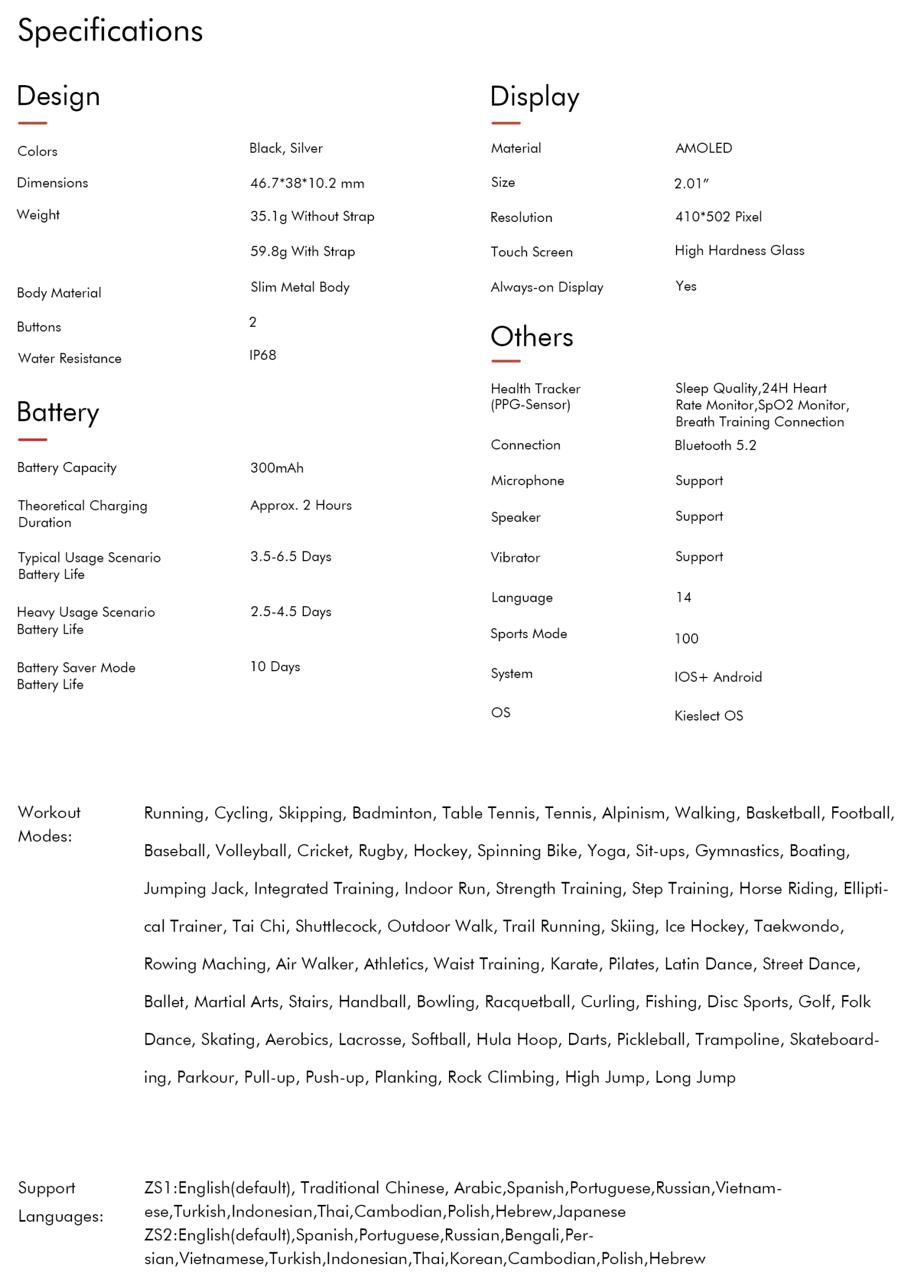 Specifications
Design
Colors Black, Silver
Dimensions 46.7*38*10.2 mm
Weight 35.1g Without Strap
59.8g With Strap
Body Material Slim Metal Body
Buttons 2
Water Resistance IP68
Battery
Battery Capacity 300mAh
Theoretical Charging Approx. 2 Hours
Duration
Typical Usage Scenario 3.5-6.5 Days
Battery Life
Heavy Usage Scenario 2.5-4.5 Days
Battery Life
Battery Saver Mode 10 Days
Battery Life
Display
Material AMOLED
Size 2.01"
Resolution 410*502 Pixel
Touch Screen High Hardness Glass
Always-on Display Yes
Others
Health Tracker Sleep Quality,24H Heart
(PPG-Sensor) Rate Monitor,SpO2 Monitor,
Breath Training Connection
Connection Bluetooth 5.2
Microphone Support
Speaker Support
Vibrator Support
Language 14
Sports Mode 100
System IOS+ Android
OS Kieslect OS
Workout Running, Cycling, Skipping, Badminton, Table Tennis, Tennis, Alpinism, Walking, Basketball, Football,
Modes:
Baseball, Volleyball, Cricket, Rugby, Hockey, Spinning Bike, Yoga, Sit-ups, Gymnastics, Boating,
Jumping Jack, Integrated Training, Indoor Run, Strength Training, Step Training, Horse Riding, Ellipti-
cal Trainer, Tai Chi, Shuttlecock, Outdoor Walk, Trail Running, Skiing, Ice Hockey, Taekwondo,
Rowing Maching, Air Walker, Athletics, Waist Training, Karate, Pilates, Latin Dance, Street Dance,
Ballet, Martial Arts, Stairs, Handball, Bowling, Racquetball, Curling, Fishing, Disc Sports, Golf, Folk
Dance, Skating, Aerobics, Lacrosse, Softball, Hula Hoop, Darts, Pickleball, Trampoline, Skateboard-
ing, Parkour, Pull-up, Push-up, Planking, Rock Climbing, High Jump, Long Jump
Support ZS1:English(default), Traditional Chinese, Arabic,Spanish,Portuguese,Russian,Vietnam-
Languages: ese,Turkish,Indonesian,Thai,Cambodian,Polish,Hebrew,Japanese
ZS2:English(default),Spanish,Portuguese,Russian,Bengali,Per-
sian,Vietnamese,Turkish,Indonesian,Thai,Korean,Cambodian,Polish,Hebrew